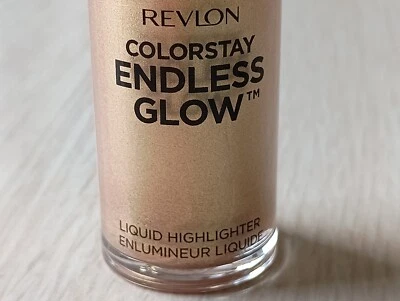 REVLON
COLORSTAY
ENDLESS
GLOW™
LIQUID HIGHLIGHTER
ENLUMINEUR LIQUIDE